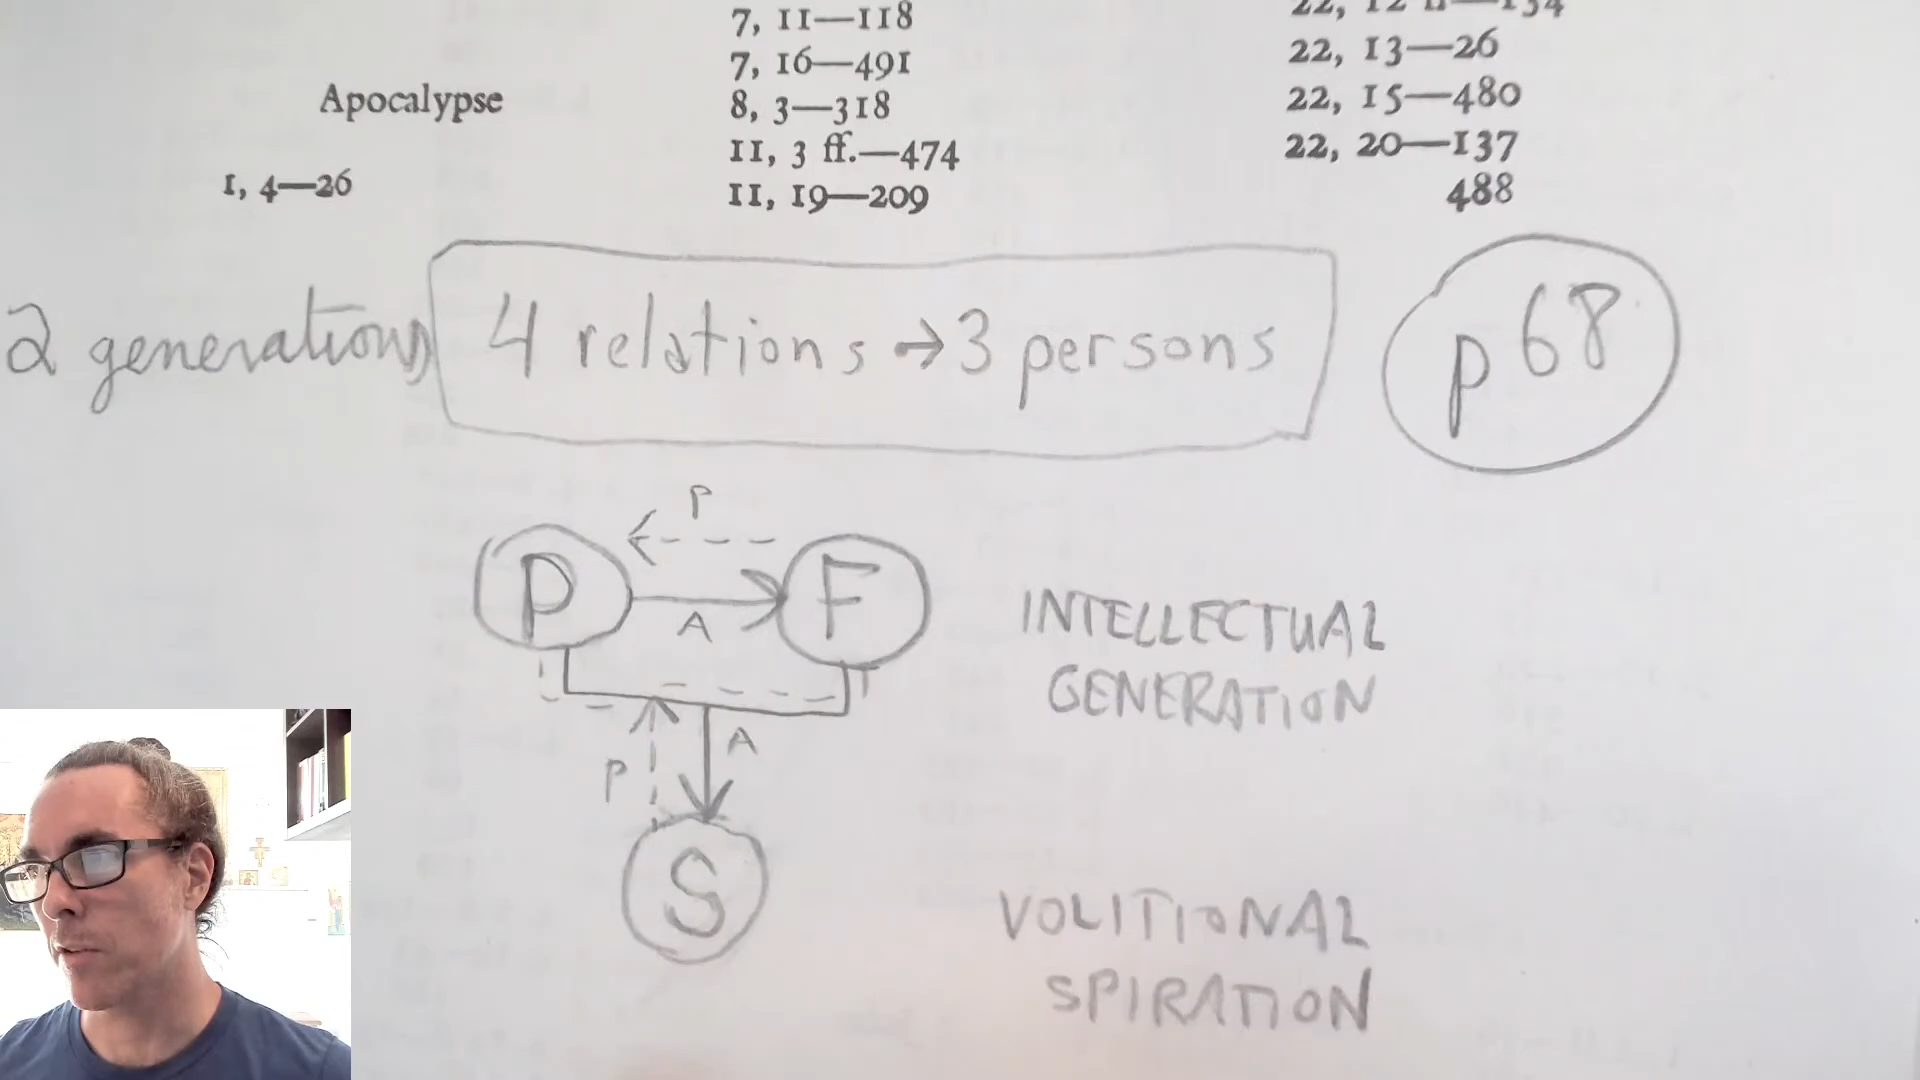 Apocalypse
1, 4—26
7, 11—118
7, 16—491
8, 3—318
11, 3 ff.—474
11, 19—209
22, 13—26
22, 15—480
22, 20—137
488
2 generations 4 relations → 3 persons p 68
P
P F
A
INTELLECTUAL
GENERATION
A
P
S
VOLITIONAL
SPIRATION